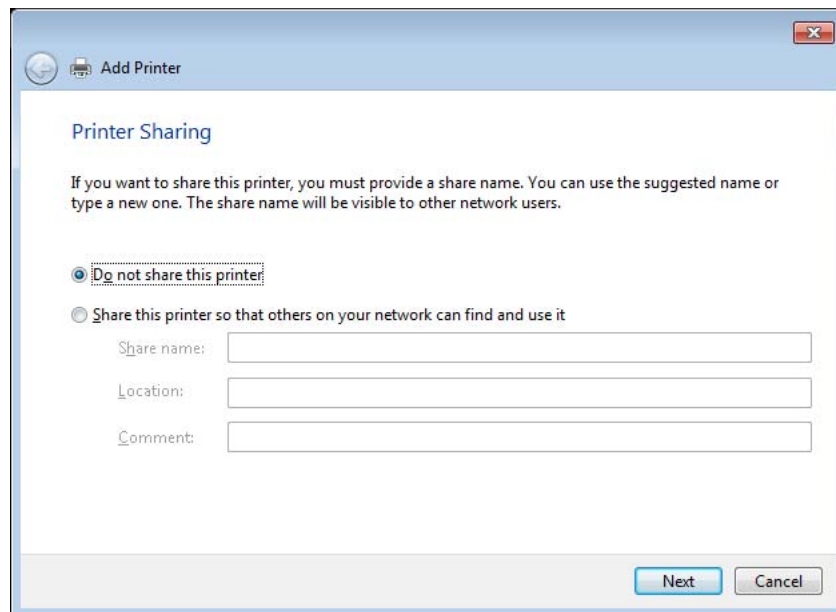 Add Printer
Printer Sharing
If you want to share this printer, you must provide a share name. You can use the suggested name or
type a new one. The share name will be visible to other network users.
Do not share this printer
Share this printer so that others on your network can find and use it
Share name:
Location:
Comment:
Next Cancel